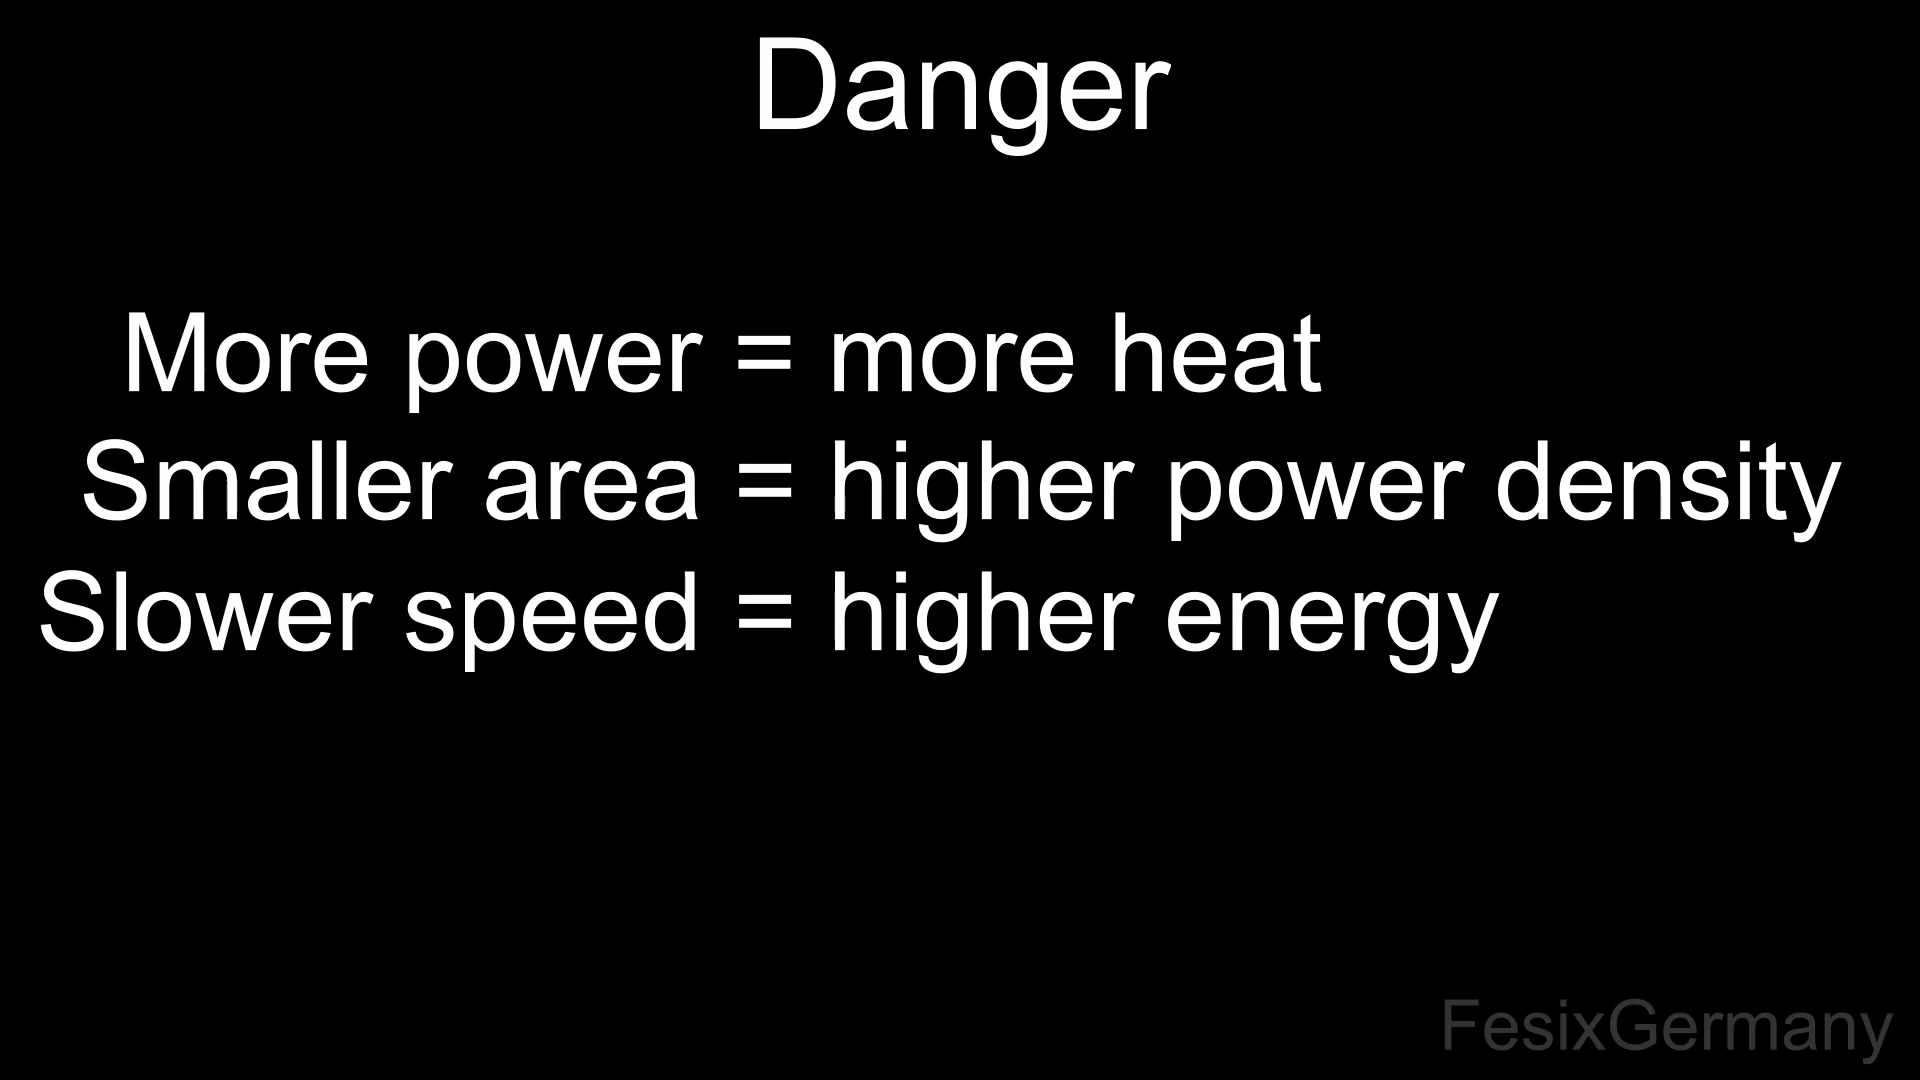 Danger
More power = more heat
Smaller area = higher power density
Slower speed = higher energy
FesixGermany